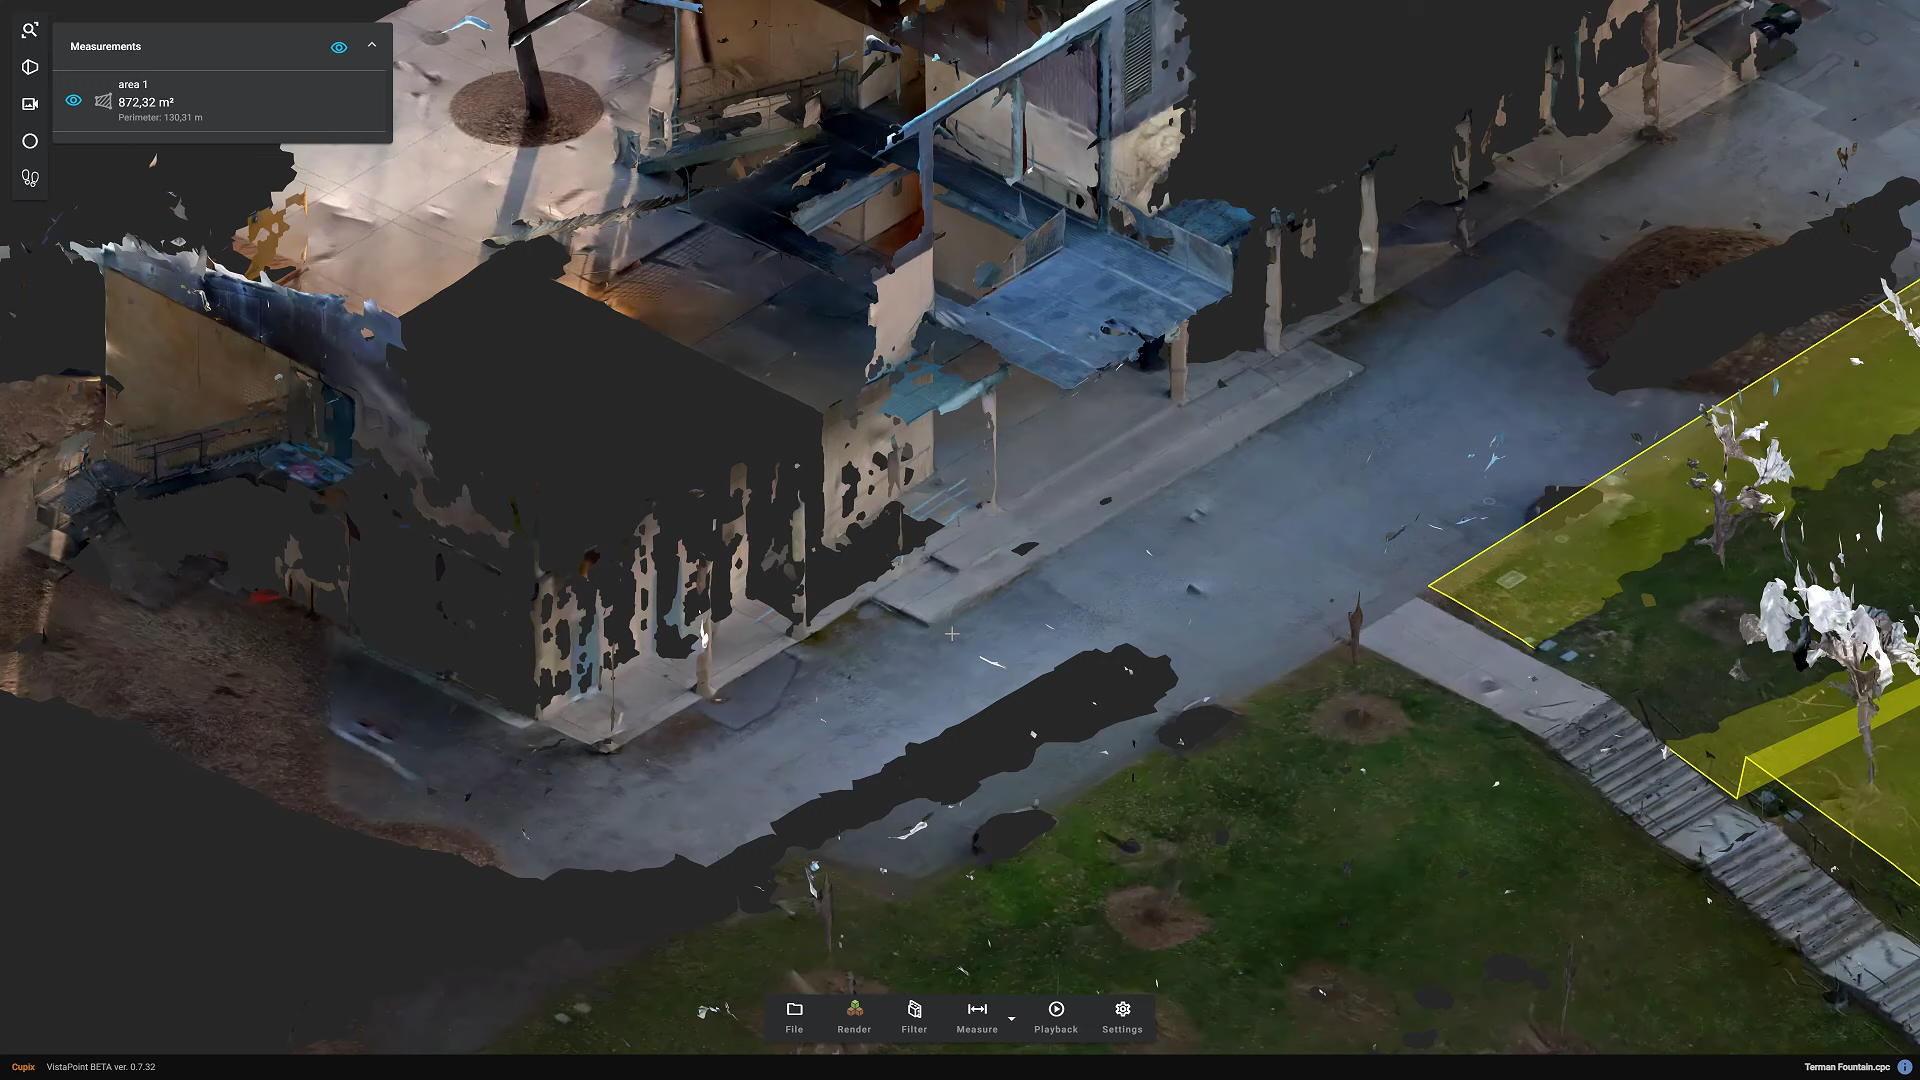 Measurements
area 1
872,32 m²
Perimeter: 130,31 m
File
Render
Filter
Measure
Playback
Settings
Cupix VistaPoint BETA ver. 0.7.32
Terman Fountain.cpc